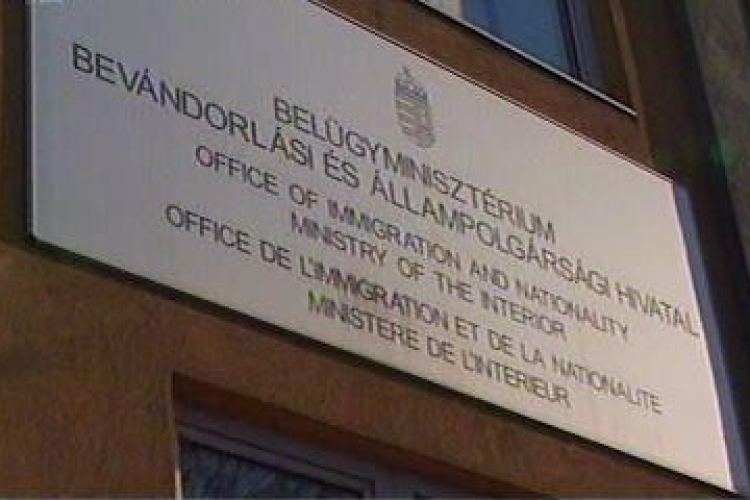 BELÜGYMINISZTÉRIUM
BEVÁNDORLÁSI ÉS ÁLLAMPOLGÁRSÁGI HIVATAL
OFFICE OF IMMIGRATION AND NATIONALITY
MINISTRY OF THE INTERIOR
OFFICE DE L'IMMIGRATION ET DE LA NATIONALITE
MINISTERE DE L'INTERIEUR